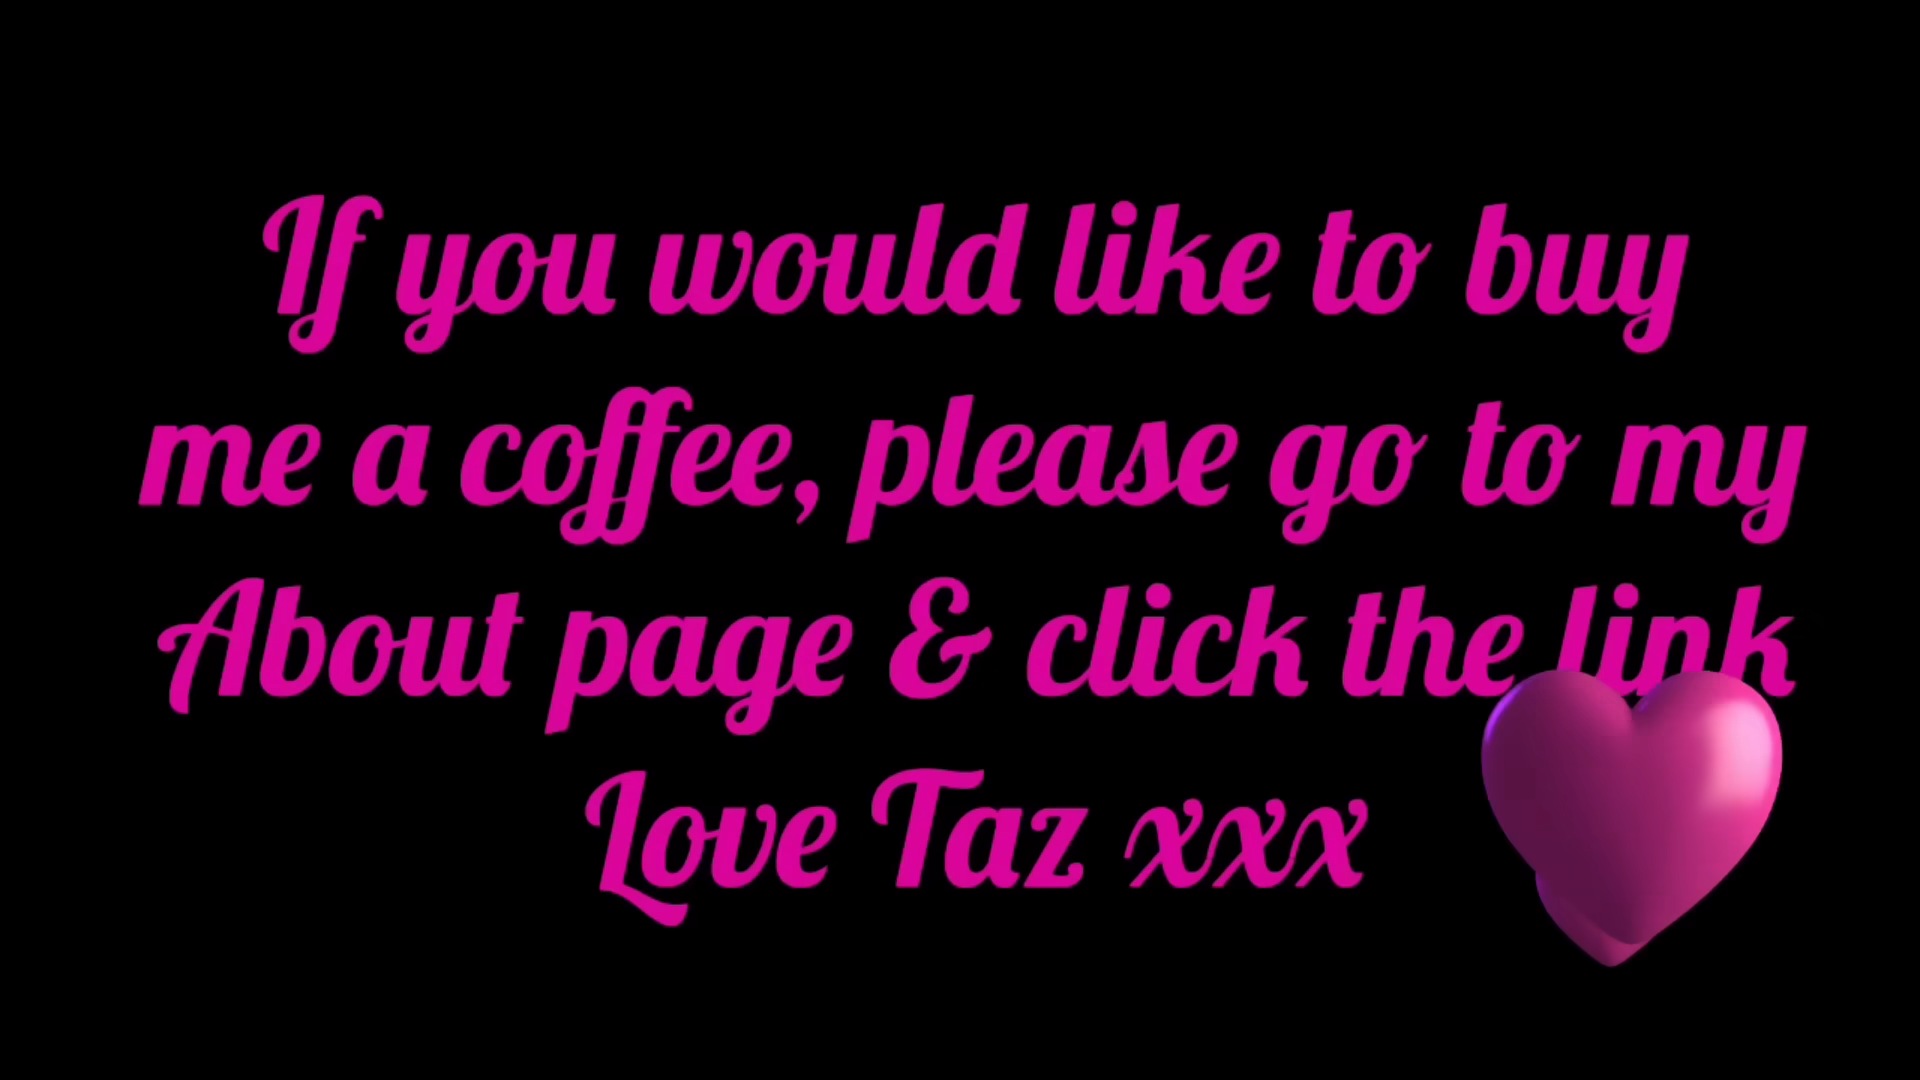 If you would like to buy
me a coffee, please go to my
About page & click the link
Love Taz xxx